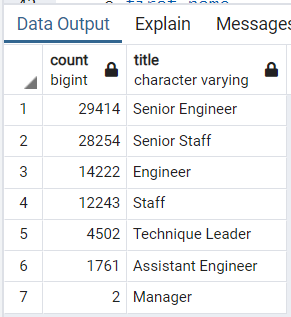 Data Output Explain Messages
count title
bigint character varying
1 29414 Senior Engineer
2 28254 Senior Staff
3 14222 Engineer
4 12243 Staff
5 4502 Technique Leader
6 1761 Assistant Engineer
7 2 Manager